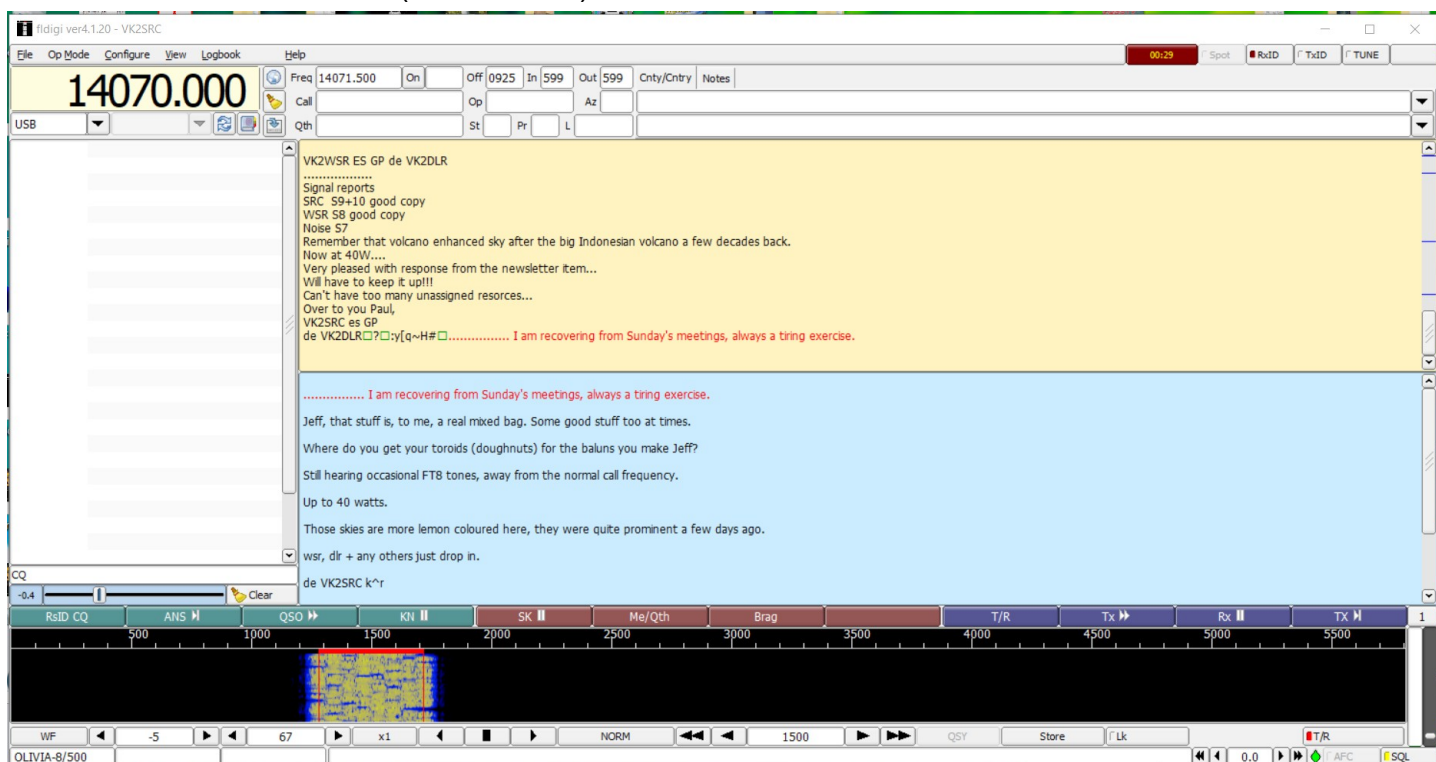 fldigi ver4.1.20 - VK2SRC
File Op Mode Configure View Logbook Help
00:29 Spot RxID TxID TUNE
14070.000
Freq 14071.500 On Off 0925 In 599 Out 599 Cnty/Cntry Notes
Call Op Az
USB
Qth St Pr L
VK2WSR ES GP de VK2DLR
.................
Signal reports
SRC S9+10 good copy
WSR S8 good copy
Noise S7
Remember that volcano enhanced sky after the big Indonesian volcano a few decades back.
Now at 40W....
Very pleased with response from the newsletter item...
Will have to keep it up!!!
Can't have too many unassigned resorces...
Over to you Paul,
VK2SRC es GP
de VK2DLR□?□:y[q~H#□................ I am recovering from Sunday's meetings, always a tiring exercise.
................ I am recovering from Sunday's meetings, always a tiring exercise.
Jeff, that stuff is, to me, a real mixed bag. Some good stuff too at times.
Where do you get your toroids (doughnuts) for the baluns you make Jeff?
Still hearing occasional FT8 tones, away from the normal call frequency.
Up to 40 watts.
Those skies are more lemon coloured here, they were quite prominent a few days ago.
wsr, dlr + any others just drop in.
de VK2SRC k^r
CQ
-0.4 Clear
RsID CQ ANS QSO KN SK Me/Qth Brag T/R Tx Rx TX 1
500 1000 1500 2000 2500 3000 3500 4000 4500 5000 5500
WF -5 67 x1 NORM 1500 QSY Store Lk T/R
OLIVIA-8/500 0.0 AFC SQL